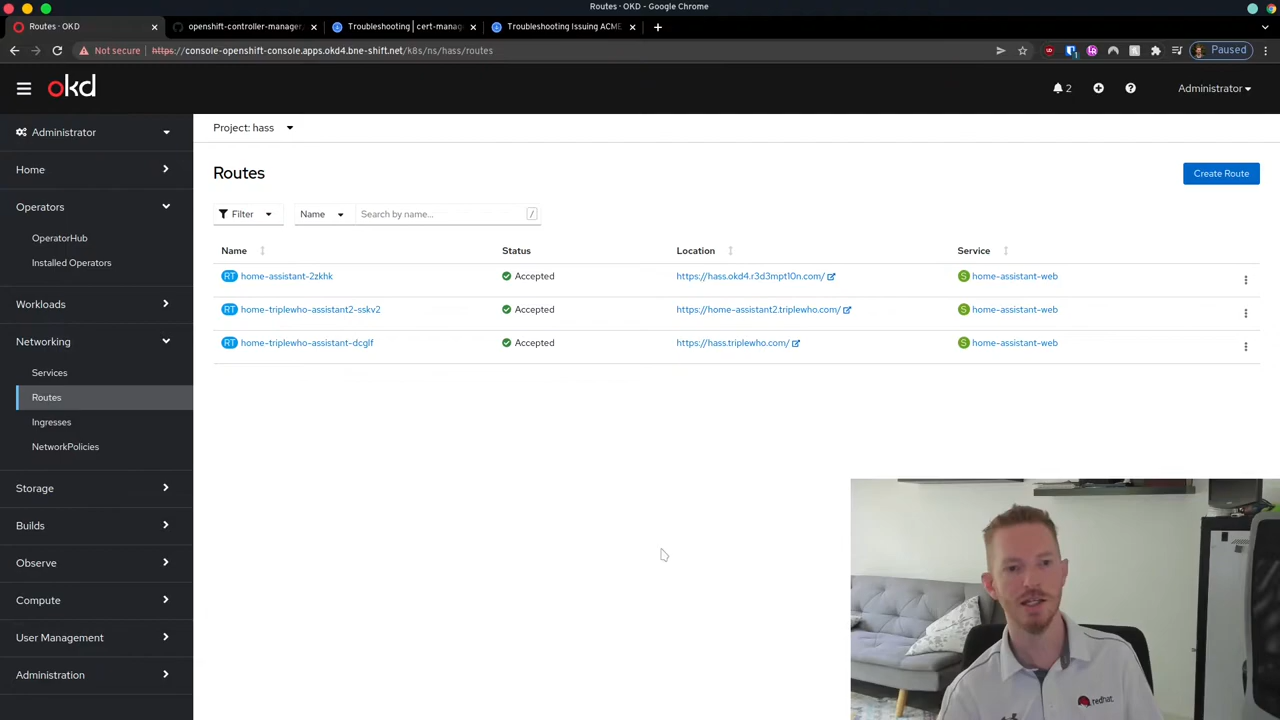 Routes · OKD - Google Chrome
Routes · OKD
openshift-controller-manager/
Troubleshooting | cert-manag
Troubleshooting Issuing ACME
Not secure
https://console-openshift-console.apps.okd4.bne-shift.net/k8s/ns/hass/routes
Paused
okd
2
Administrator
Administrator
Home
Operators
OperatorHub
Installed Operators
Workloads
Networking
Services
Routes
Ingresses
NetworkPolicies
Storage
Builds
Observe
Compute
User Management
Administration
Project: hass
Routes
Create Route
Filter
Name
Search by name...
/
Name Status Location Service
RT home-assistant-2zkhk Accepted https://hass.okd4.r3d3mpt10n.com/ S home-assistant-web
RT home-triplewho-assistant2-sskv2 Accepted https://home-assistant2.triplewho.com/ S home-assistant-web
RT home-triplewho-assistant-dcglf Accepted https://hass.triplewho.com/ S home-assistant-web
redhat.